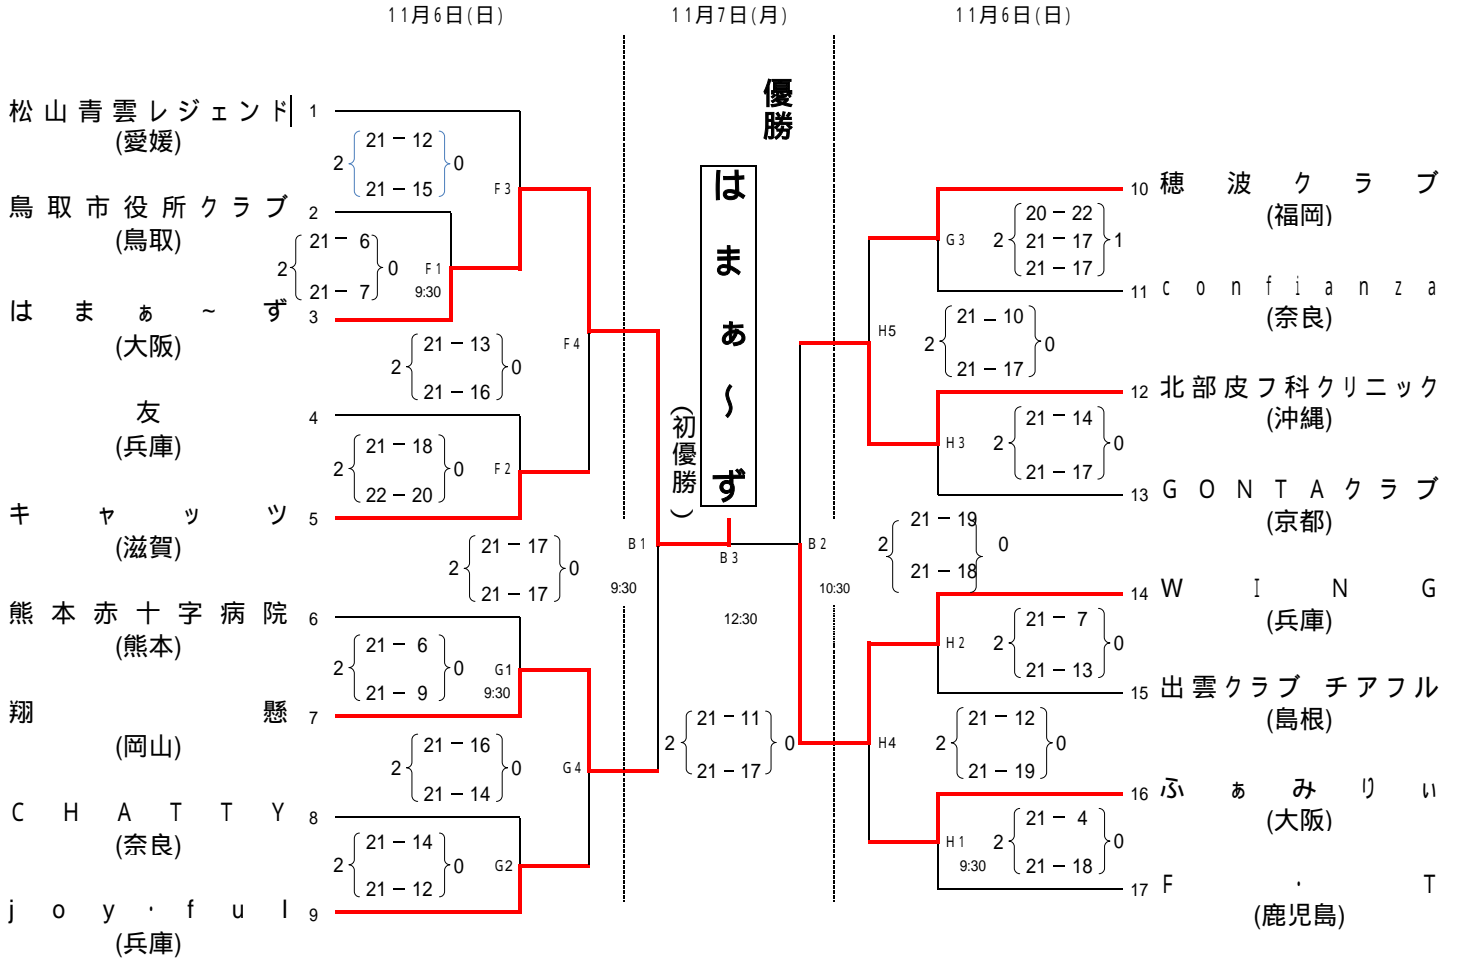 11月6日(日)
11月7日(月)
11月6日(日)
優勝
はまぁ～ず
(初優勝)
松山青雲レジェンド 1
(愛媛)
鳥取市役所クラブ 2
(鳥取)
はまぁ~ず 3
(大阪)
友 4
(兵庫)
キャッツ 5
(滋賀)
熊本赤十字病院 6
(熊本)
翔懸 7
(岡山)
CHATTY 8
(奈良)
joy・ful 9
(兵庫)
21－12
2 0
21－15
F3
21－6
2 0
21－7
F1
9:30
21－13
2 0
21－16
F4
21－18
2 0
22－20
F2
21－17
2 0
21－17
B1
9:30
21－6
2 0
21－9
G1
9:30
21－16
2 0
21－14
G4
21－14
2 0
21－12
G2
B3
12:30
21－11
2 0
21－17
B2
10:30
10 穂波クラブ
(福岡)
11 confianza
(奈良)
12 北部皮フ科クリニック
(沖縄)
13 GONTAクラブ
(京都)
14 WING
(兵庫)
15 出雲クラブ チアフル
(島根)
16 ふぁみりぃ
(大阪)
17 F・T
(鹿児島)
G3
20－22
2 21－17 1
21－17
H5
21－10
2 0
21－17
H3
21－14
2 0
21－17
21－19
2 0
21－18
H2
21－7
2 0
21－13
H4
21－12
2 0
21－19
H1
9:30
21－4
2 0
21－18